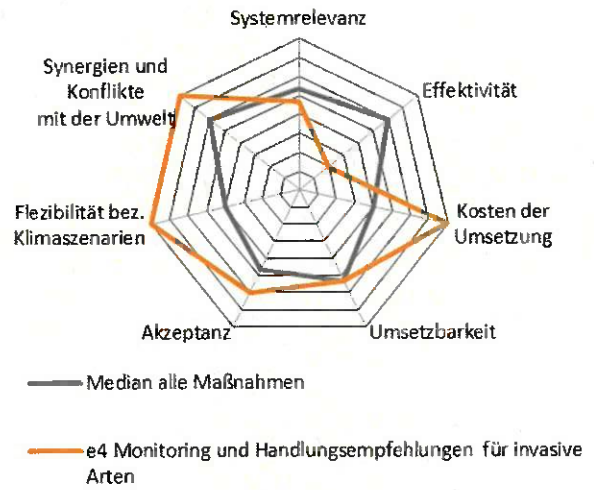 Systemrelevanz
Synergien und
Konflikte
mit der Umwelt
Effektivität
Flezibilität bez.
Klimaszenarien
Kosten der
Umsetzung
Akzeptanz
Umsetzbarkeit
Median alle Maßnahmen
e4 Monitoring und Handlungsempfehlungen für invasive
Arten